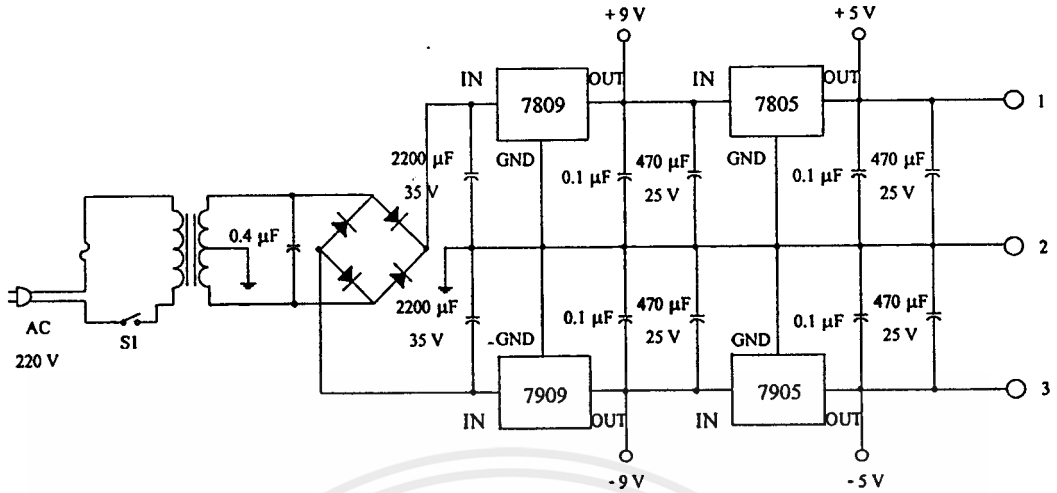 +9 V
+5 V
IN
OUT
IN
OUT
7809
7805
1
2200 µF
35 V
GND
0.1 µF
470 µF
25 V
GND
0.1 µF
470 µF
25 V
0.4 µF
2
AC
220 V
S1
2200 µF
35 V
-GND
0.1 µF
470 µF
25 V
GND
0.1 µF
470 µF
25 V
7909
7905
3
IN
OUT
IN
OUT
-9 V
-5 V